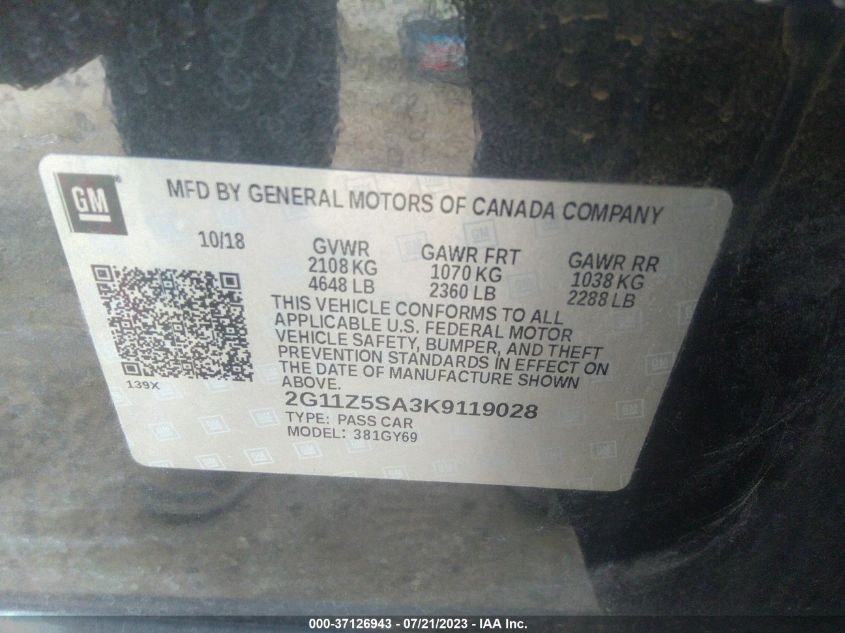 GM
MFD BY GENERAL MOTORS OF CANADA COMPANY
10/18 GVWR GAWR FRT GAWR RR
2108 KG 1070 KG 1038 KG
4648 LB 2360 LB 2288 LB
THIS VEHICLE CONFORMS TO ALL
APPLICABLE U.S. FEDERAL MOTOR
VEHICLE SAFETY, BUMPER, AND THEFT
PREVENTION STANDARDS IN EFFECT ON
THE DATE OF MANUFACTURE SHOWN
ABOVE.
139X
2G11Z5SA3K9119028
TYPE: PASS CAR
MODEL: 381GY69
000-37126943 / 07/21/2023 - IAA Inc.